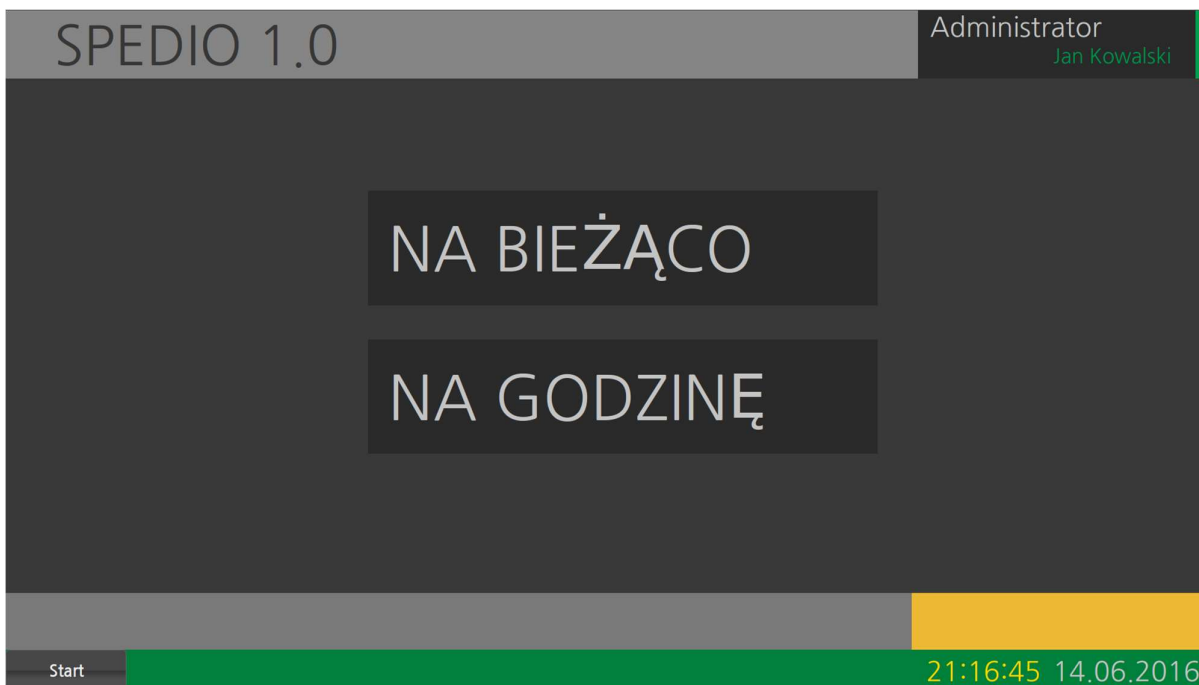 SPEDIO 1.0
Administrator
Jan Kowalski
NA BIEŻĄCO
NA GODZINĘ
Start
21:16:45 14.06.2016